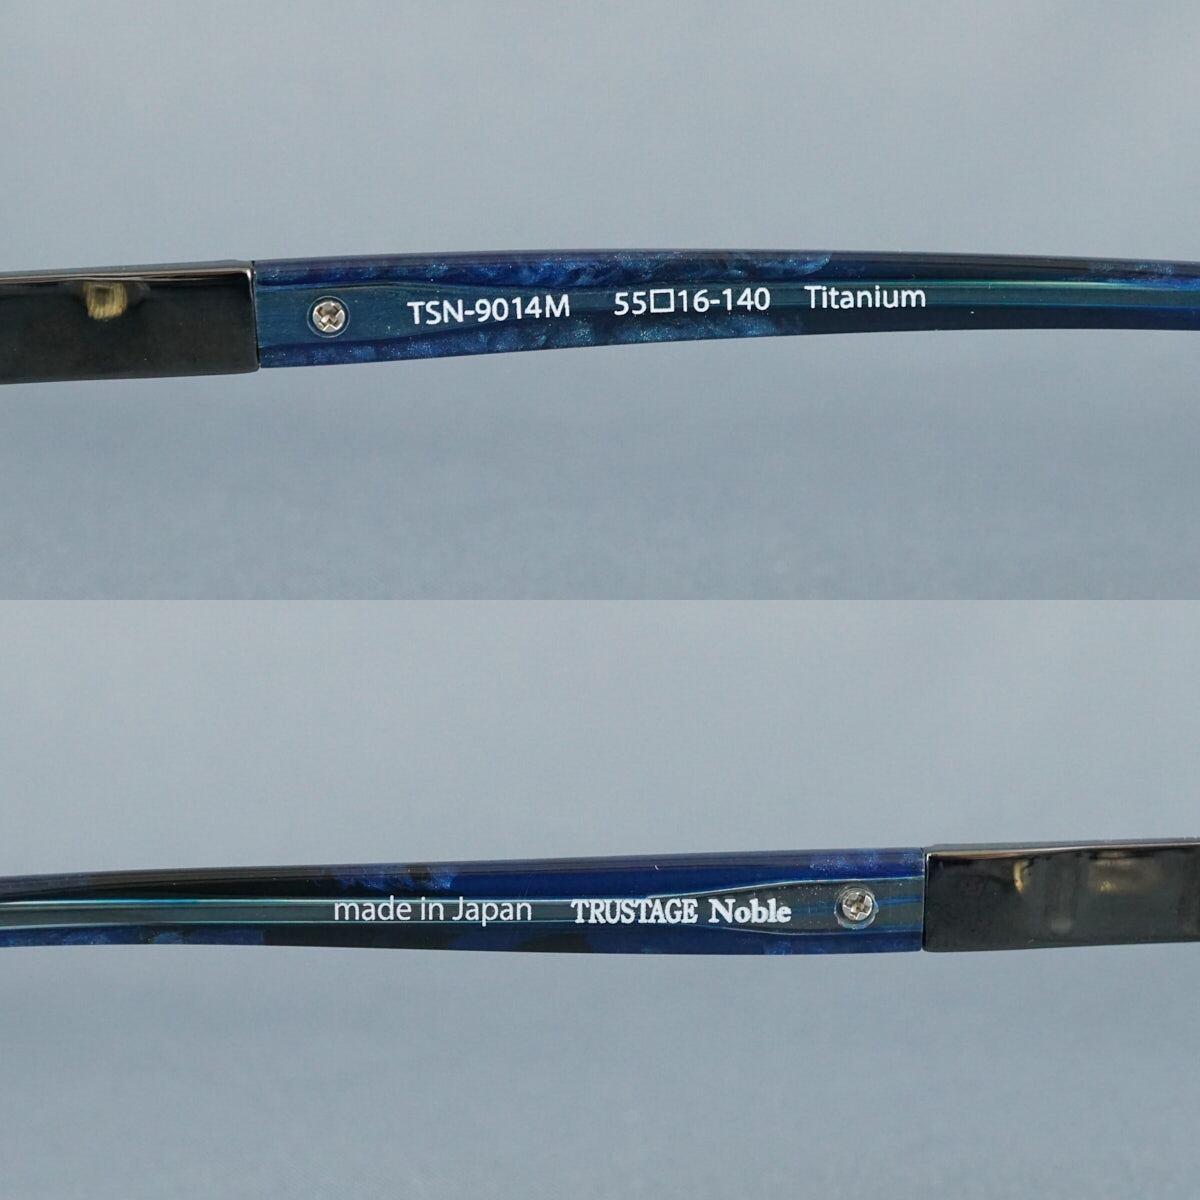 TSN-9014M 55□16-140 Titanium
made in Japan TRUSTAGE Noble